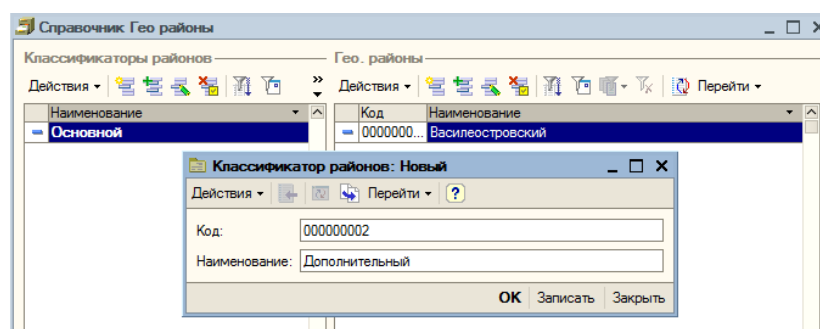 Справочник Гео районы
Классификаторы районов
Гео. районы
Действия
Действия
Перейти
Наименование
Код
Наименование
Основной
0000000...
Василеостровский
Классификатор районов: Новый
Действия
Перейти
Код:
000000002
Наименование:
Дополнительный
OK
Записать
Закрыть